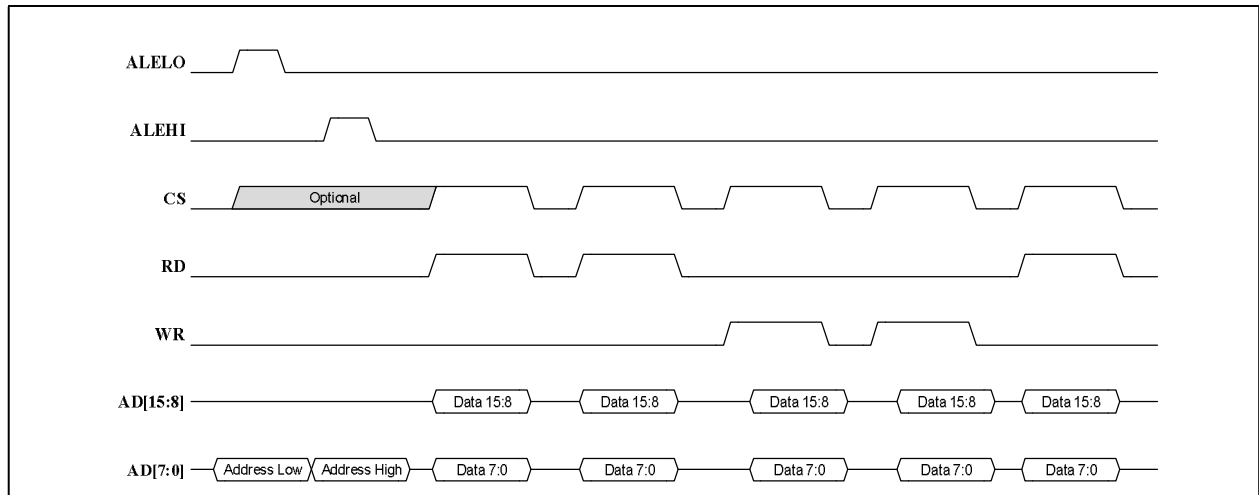 ALELO
ALEHI
CS Optional
RD
WR
AD[15:8] Data 15:8 Data 15:8 Data 15:8 Data 15:8 Data 15:8
AD[7:0] Address Low Address High Data 7:0 Data 7:0 Data 7:0 Data 7:0 Data 7:0